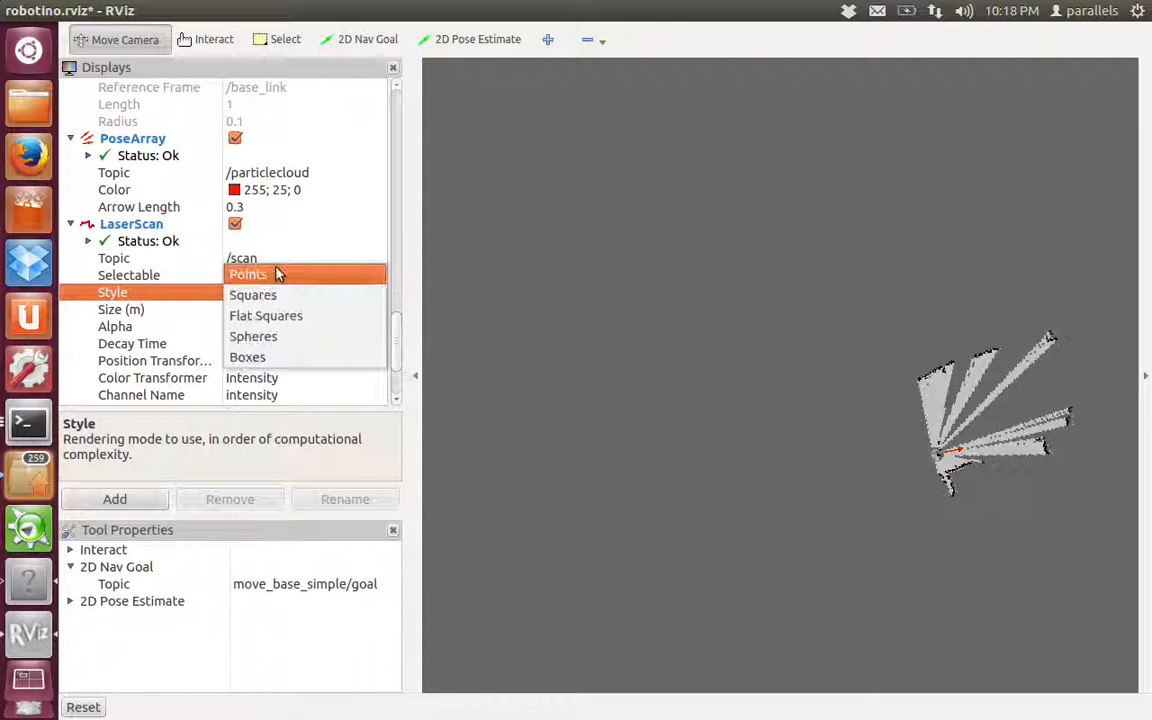 robotino.rviz* - RViz
10:18 PM
parallels
Move Camera
Interact
Select
2D Nav Goal
2D Pose Estimate
Displays
Reference Frame /base_link
Length 1
Radius 0.1
PoseArray
Status: Ok
Topic /particlecloud
Color 255; 25; 0
Arrow Length 0.3
LaserScan
Status: Ok
Topic /scan
Selectable
Points
Style
Squares
Size (m)
Flat Squares
Alpha
Spheres
Decay Time
Boxes
Position Transfor...
Color Transformer Intensity
Channel Name intensity
Style
Rendering mode to use, in order of computational
complexity.
259
Add
Remove
Rename
Tool Properties
Interact
2D Nav Goal
Topic move_base_simple/goal
2D Pose Estimate
RViz
Reset